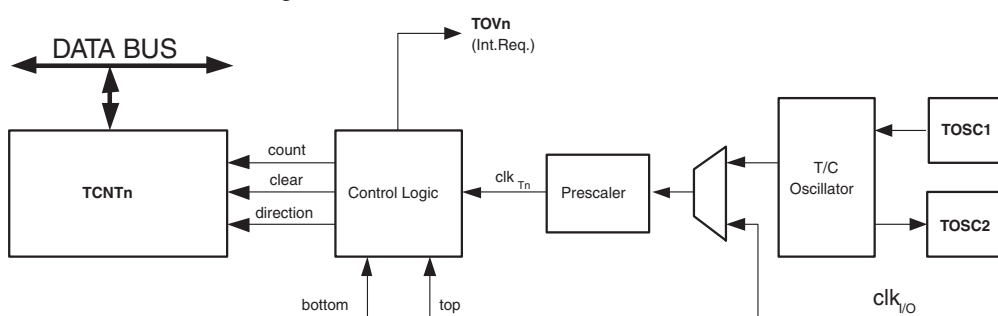 TOVn
(Int.Req.)
DATA BUS
TCNTn
count
clear
direction
Control Logic
clk Tn
Prescaler
T/C
Oscillator
TOSC1
TOSC2
bottom
top
clk I/O